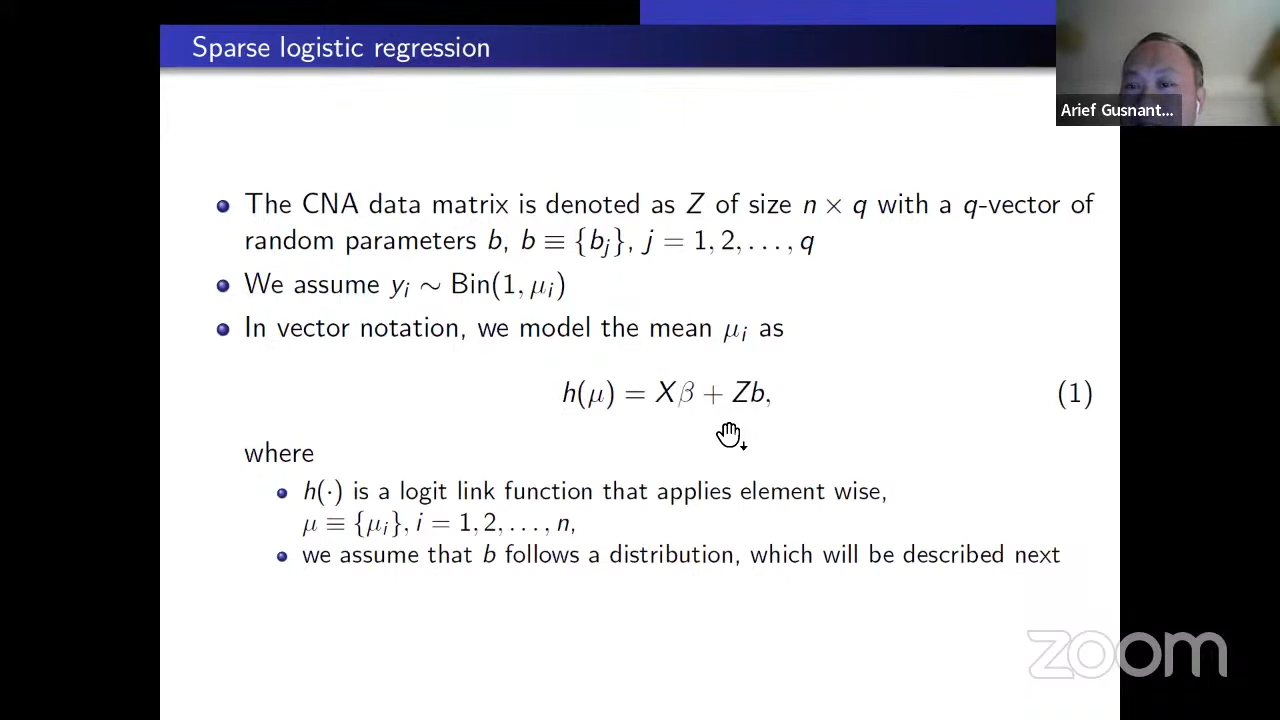 Sparse logistic regression
Arief Gusnant...
The CNA data matrix is denoted as Z of size n × q with a q-vector of
random parameters b, b ≡ {b_j}, j = 1, 2, . . . , q
We assume y_i ∼ Bin(1, μ_i)
In vector notation, we model the mean μ_i as
h(μ) = Xβ + Zb, (1)
where
h(·) is a logit link function that applies element wise,
μ ≡ {μ_i}, i = 1, 2, . . . , n,
we assume that b follows a distribution, which will be described next
zoom